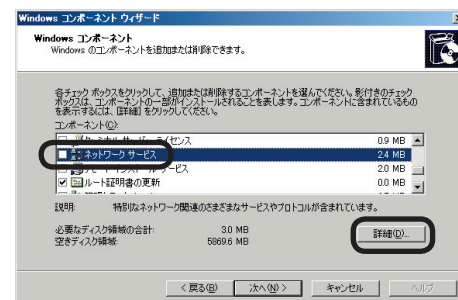 Windows コンポーネント ウィザード
Windows コンポーネント
Windows のコンポーネントを追加または削除できます。
各チェック ボックスをクリックして、追加または削除するコンポーネントを選んでください。影付きのチェック
ボックスは、コンポーネントの一部がインストールされることを表します。コンポーネントに含まれているもの
を表示するには、[詳細] をクリックしてください。
コンポーネント(C):
センス 0.9 MB
ネットワーク サービス 2.4 MB
ービス 2.0 MB
ルート証明書の更新 0.0 MB
説明: 特別なネットワーク関連のさまざまなサービスやプロトコルが含まれています。
必要なディスク領域の合計: 3.0 MB
空きディスク領域: 5869.6 MB
詳細(D)...
< 戻る(B)
次へ(N) >
キャンセル
ヘルプ